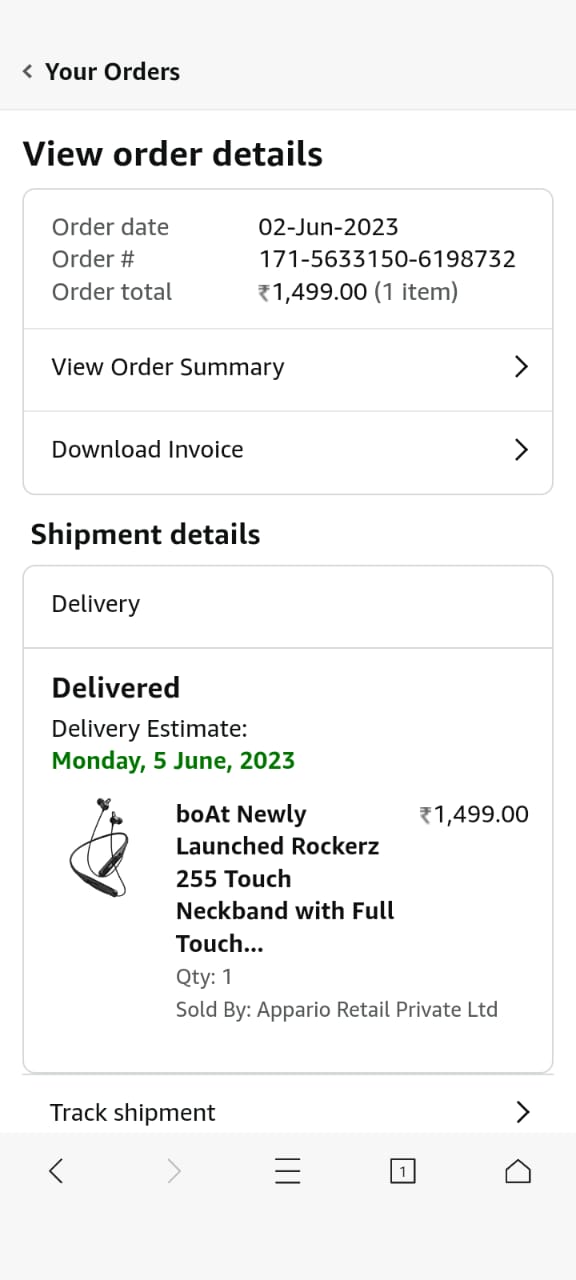 Your Orders
View order details
Order date 02-Jun-2023
Order # 171-5633150-6198732
Order total ₹1,499.00 (1 item)
View Order Summary
Download Invoice
Shipment details
Delivery
Delivered
Delivery Estimate:
Monday, 5 June, 2023
boAt Newly ₹1,499.00
Launched Rockerz
255 Touch
Neckband with Full
Touch...
Qty: 1
Sold By: Appario Retail Private Ltd
Track shipment
1